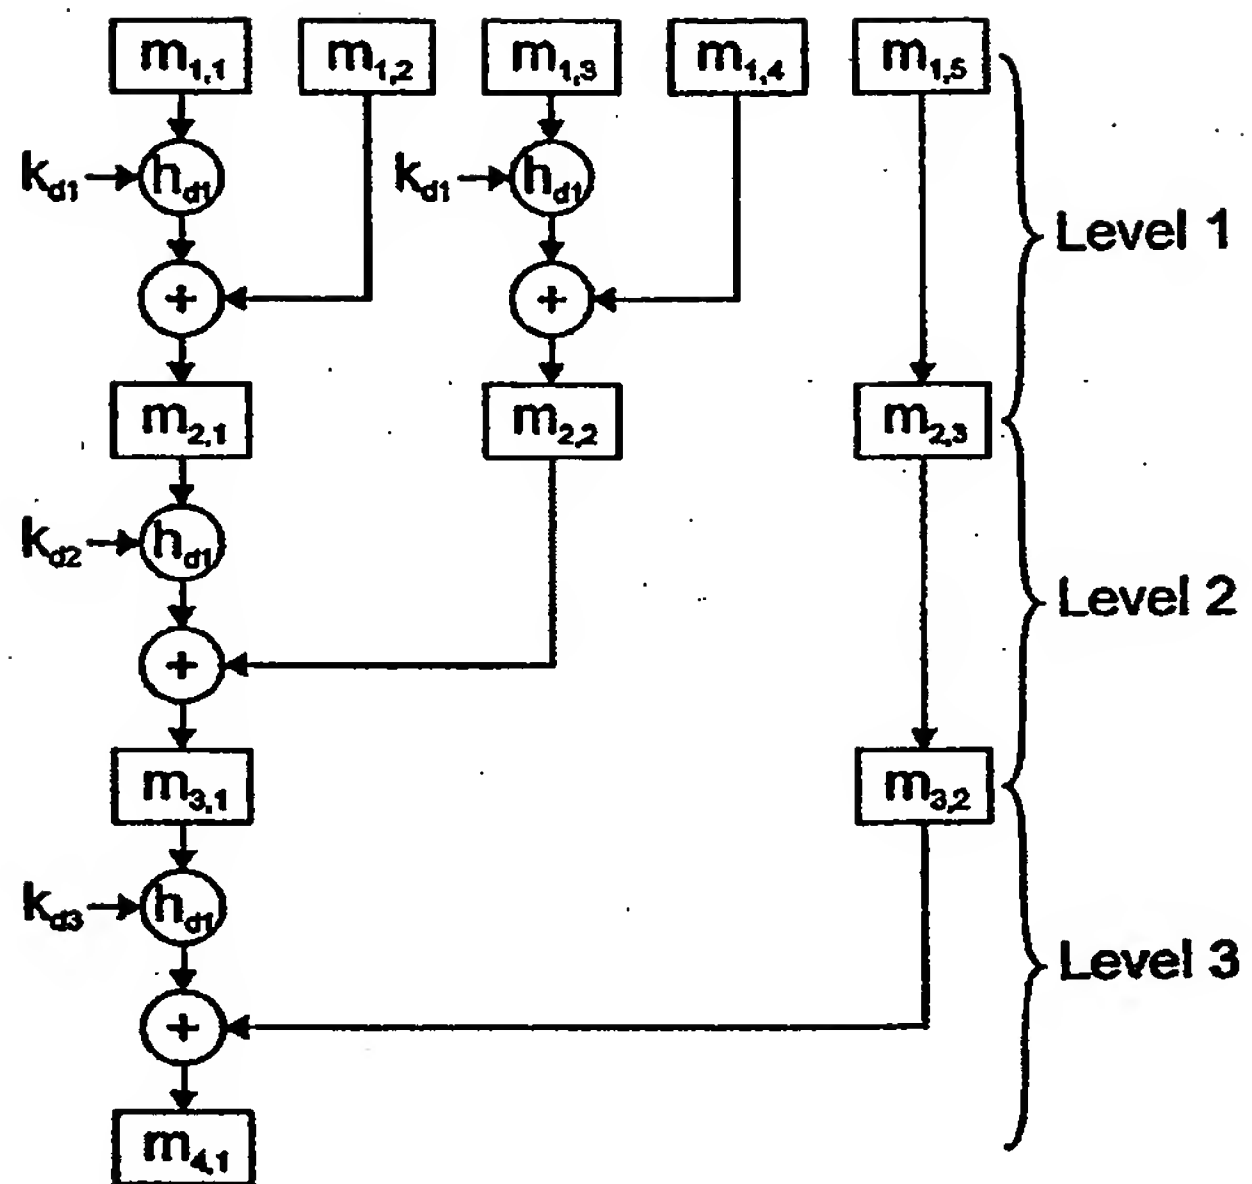 m1,1 m1,2 m1,3 m1,4 m1,5
kd1 hd1 kd1 hd1
Level 1
+ +
m2,1 m2,2 m2,3
kd2 hd1
Level 2
+
m3,1 m3,2
kd3 hd1
Level 3
+
m4,1